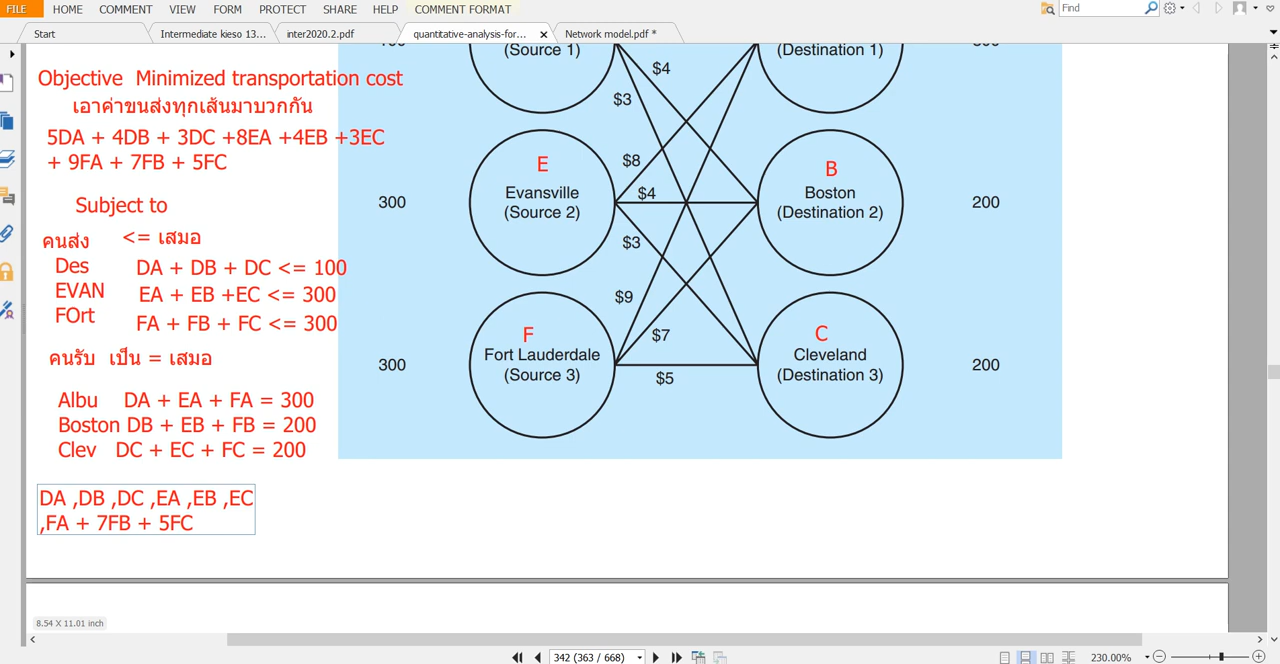 FILE HOME COMMENT VIEW FORM PROTECT SHARE HELP COMMENT FORMAT Find
Start Intermediate kieso 13... inter2020.2.pdf quantitative-analysis-for... Network model.pdf *
Objective Minimized transportation cost
เอาค่าขนส่งทุกเส้นมาบวกกัน
5DA + 4DB + 3DC +8EA +4EB +3EC
+ 9FA + 7FB + 5FC
Subject to
คนส่ง <= เสมอ
Des DA + DB + DC <= 100
EVAN EA + EB +EC <= 300
FOrt FA + FB + FC <= 300
คนรับ เป็น = เสมอ
Albu DA + EA + FA = 300
Boston DB + EB + FB = 200
Clev DC + EC + FC = 200
DA ,DB ,DC ,EA ,EB ,EC
,FA + 7FB + 5FC
(Source 1)
(Destination 1)
$4
$3
E
Evansville
(Source 2)
300
$8
$4
$3
B
Boston
(Destination 2)
200
F
Fort Lauderdale
(Source 3)
300
$9
$7
$5
C
Cleveland
(Destination 3)
200
8.54 X 11.01 inch
342 (363 / 668)
230.00%